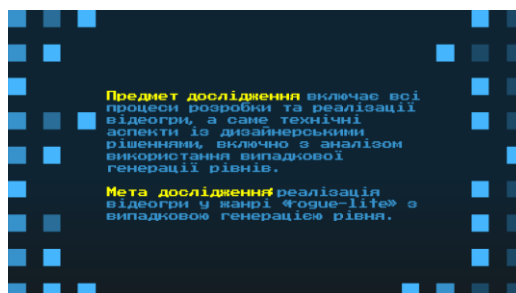 Предмет дослідження включає всі
процеси розробки та реалізації
відеогри, а саме технічні
аспекти із дизайнерськими
рішеннями, включно з аналізом
використання випадкової
генерації рівнів.
Мета дослідження: реалізація
відеогри у жанрі «rogue-lite» з
випадковою генерацією рівня.